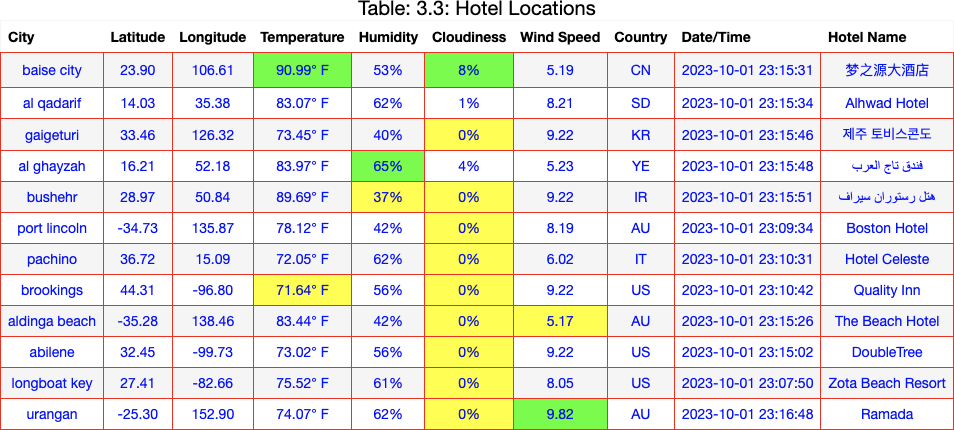 Table: 3.3: Hotel Locations
City Latitude Longitude Temperature Humidity Cloudiness Wind Speed Country Date/Time Hotel Name
baise city 23.90 106.61 90.99° F 53% 8% 5.19 CN 2023-10-01 23:15:31 梦之源大酒店
al qadarif 14.03 35.38 83.07° F 62% 1% 8.21 SD 2023-10-01 23:15:34 Alhwad Hotel
gaigeturi 33.46 126.32 73.45° F 40% 0% 9.22 KR 2023-10-01 23:15:46 제주 토비스콘도
al ghayzah 16.21 52.18 83.97° F 65% 4% 5.23 YE 2023-10-01 23:15:48 فندق تاج العرب
bushehr 28.97 50.84 89.69° F 37% 0% 9.22 IR 2023-10-01 23:15:51 هتل رستوران سیراف
port lincoln -34.73 135.87 78.12° F 42% 0% 8.19 AU 2023-10-01 23:09:34 Boston Hotel
pachino 36.72 15.09 72.05° F 62% 0% 6.02 IT 2023-10-01 23:10:31 Hotel Celeste
brookings 44.31 -96.80 71.64° F 56% 0% 9.22 US 2023-10-01 23:10:42 Quality Inn
aldinga beach -35.28 138.46 83.44° F 42% 0% 5.17 AU 2023-10-01 23:15:26 The Beach Hotel
abilene 32.45 -99.73 73.02° F 56% 0% 9.22 US 2023-10-01 23:15:02 DoubleTree
longboat key 27.41 -82.66 75.52° F 61% 0% 8.05 US 2023-10-01 23:07:50 Zota Beach Resort
urangan -25.30 152.90 74.07° F 62% 0% 9.82 AU 2023-10-01 23:16:48 Ramada